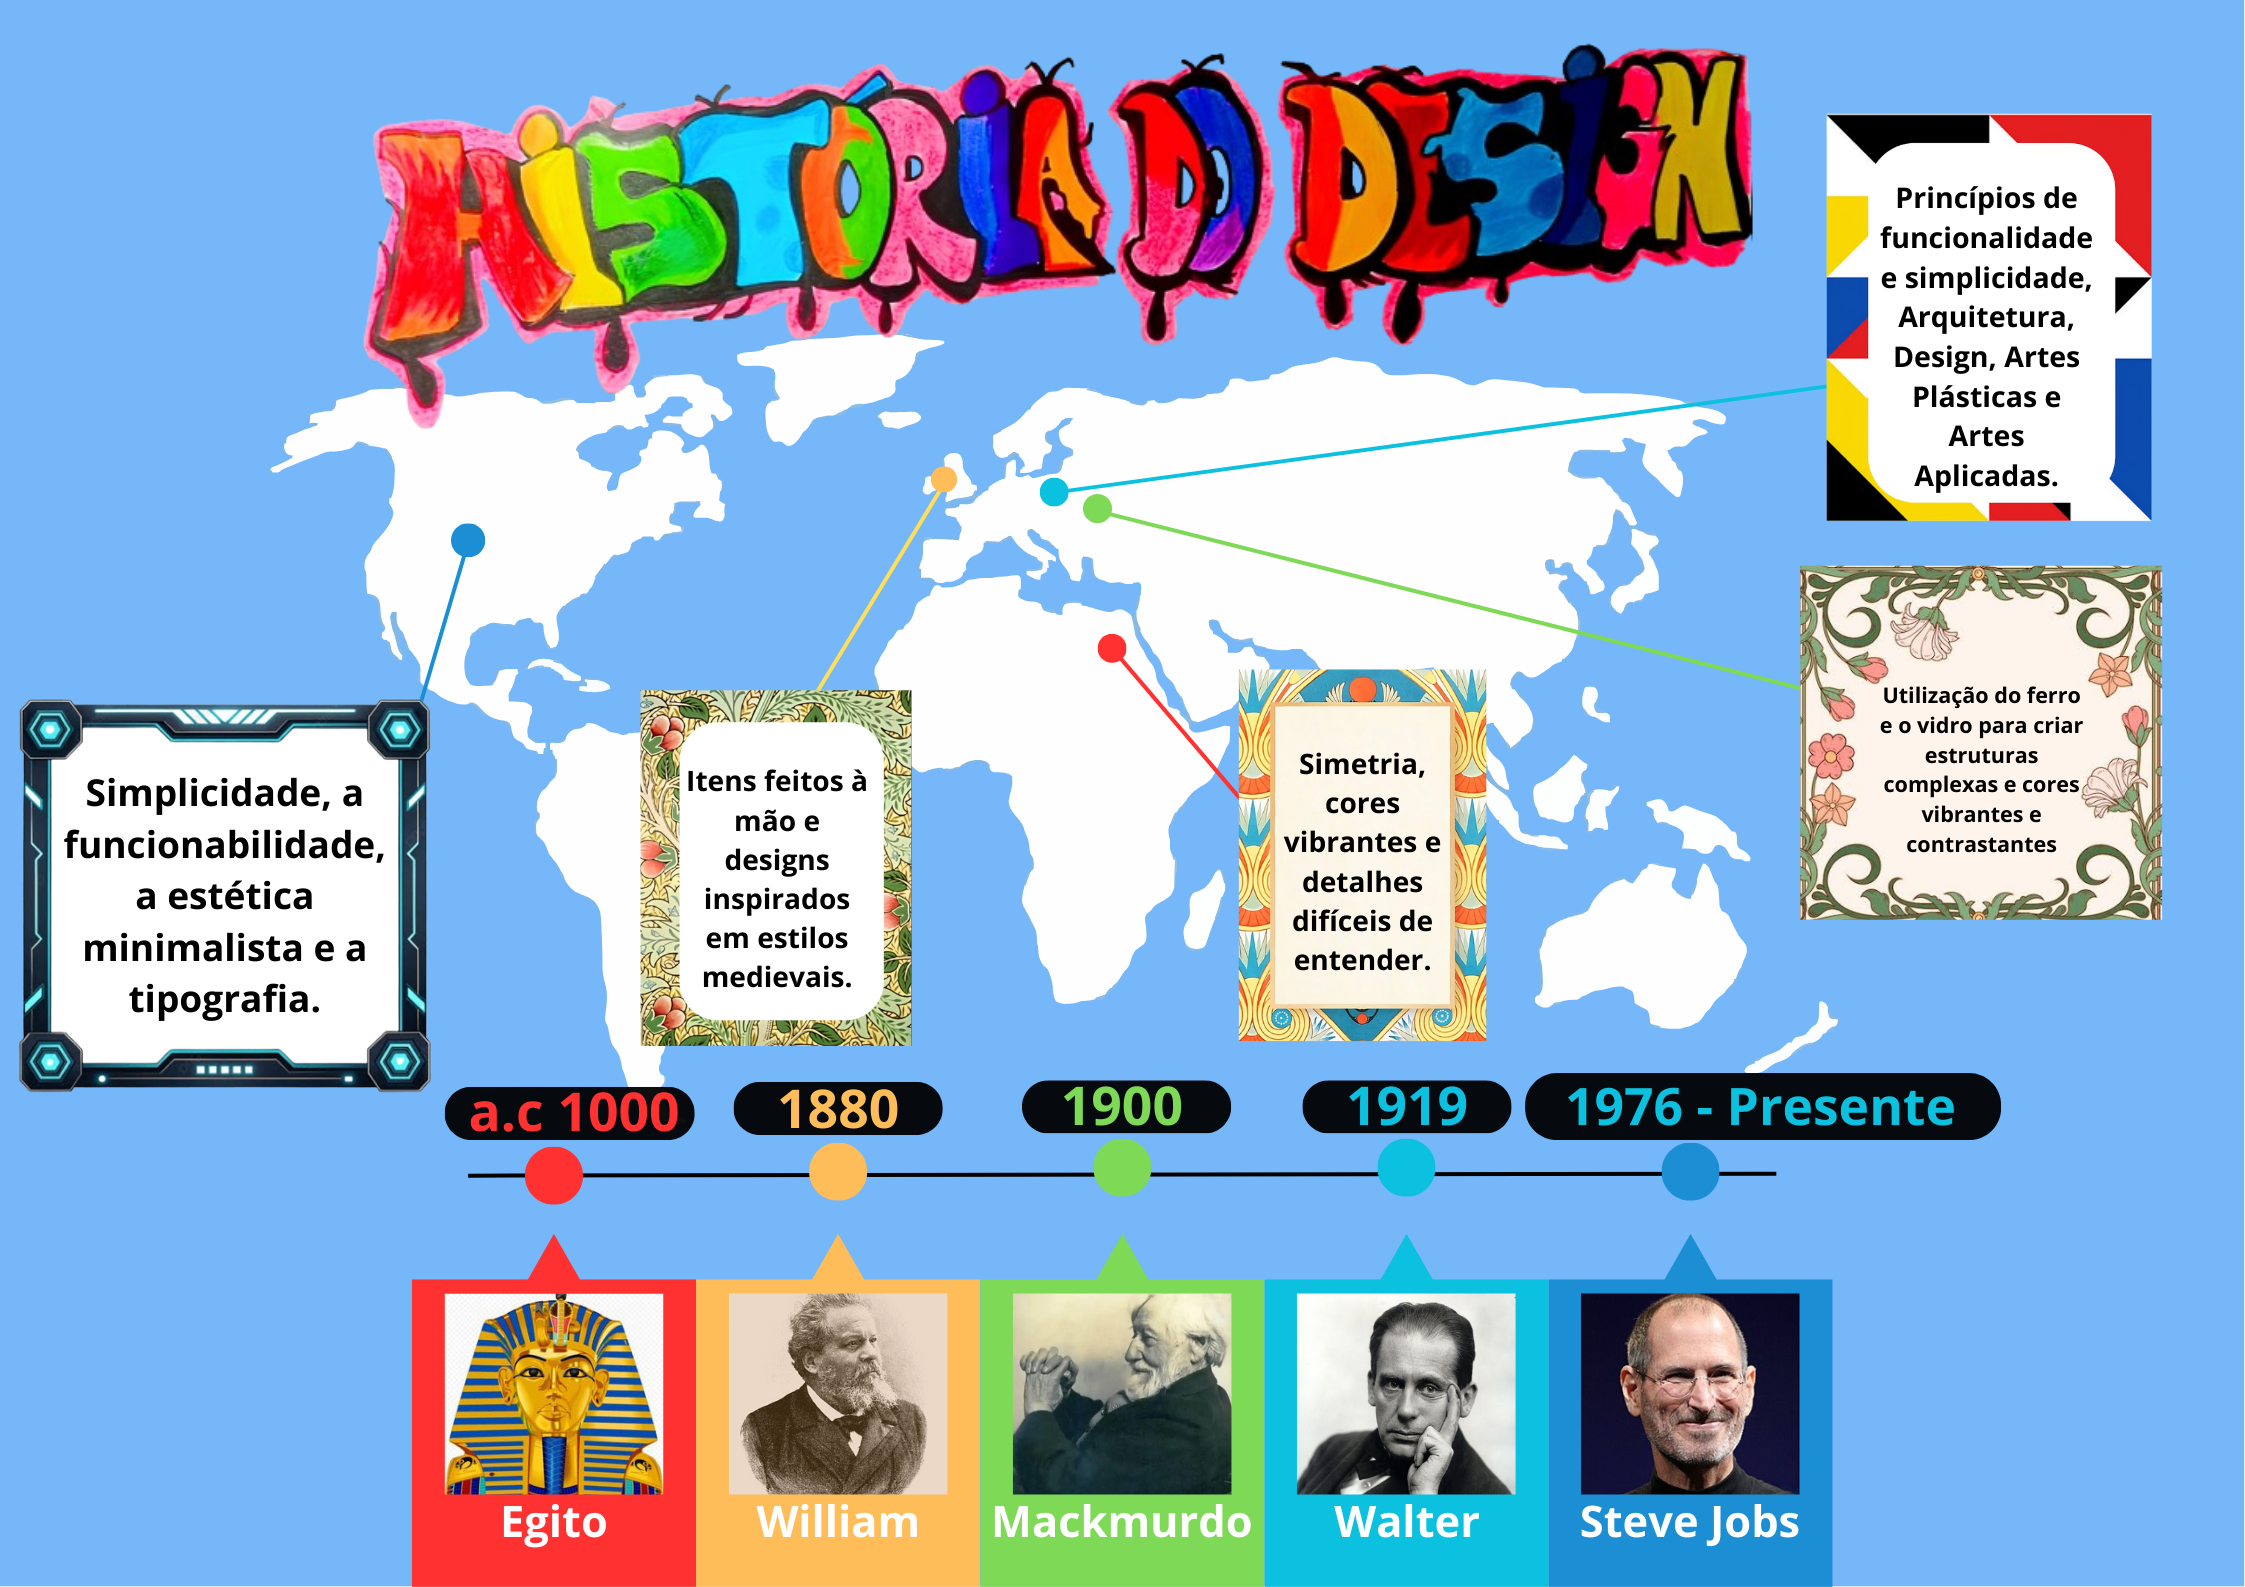 HISTÓRIA DO DESIGN
Princípios de
funcionalidade
e simplicidade,
Arquitetura,
Design, Artes
Plásticas e
Artes
Aplicadas.
Utilização do ferro
e o vidro para criar
estruturas
complexas e cores
vibrantes e
contrastantes
Simplicidade, a
funcionabilidade,
a estética
minimalista e a
tipografia.
Itens feitos à
mão e
designs
inspirados
em estilos
medievais.
Simetria,
cores
vibrantes e
detalhes
difíceis de
entender.
a.c 1000
1880
1900
1919
1976 - Presente
Egito
William
Mackmurdo
Walter
Steve Jobs